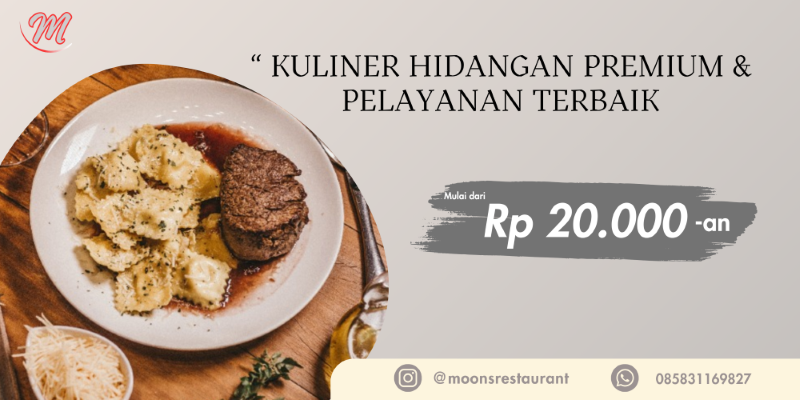 M
“ KULINER HIDANGAN PREMIUM &
PELAYANAN TERBAIK
Mulai dari
Rp 20.000 -an
@moonsrestaurant
085831169827